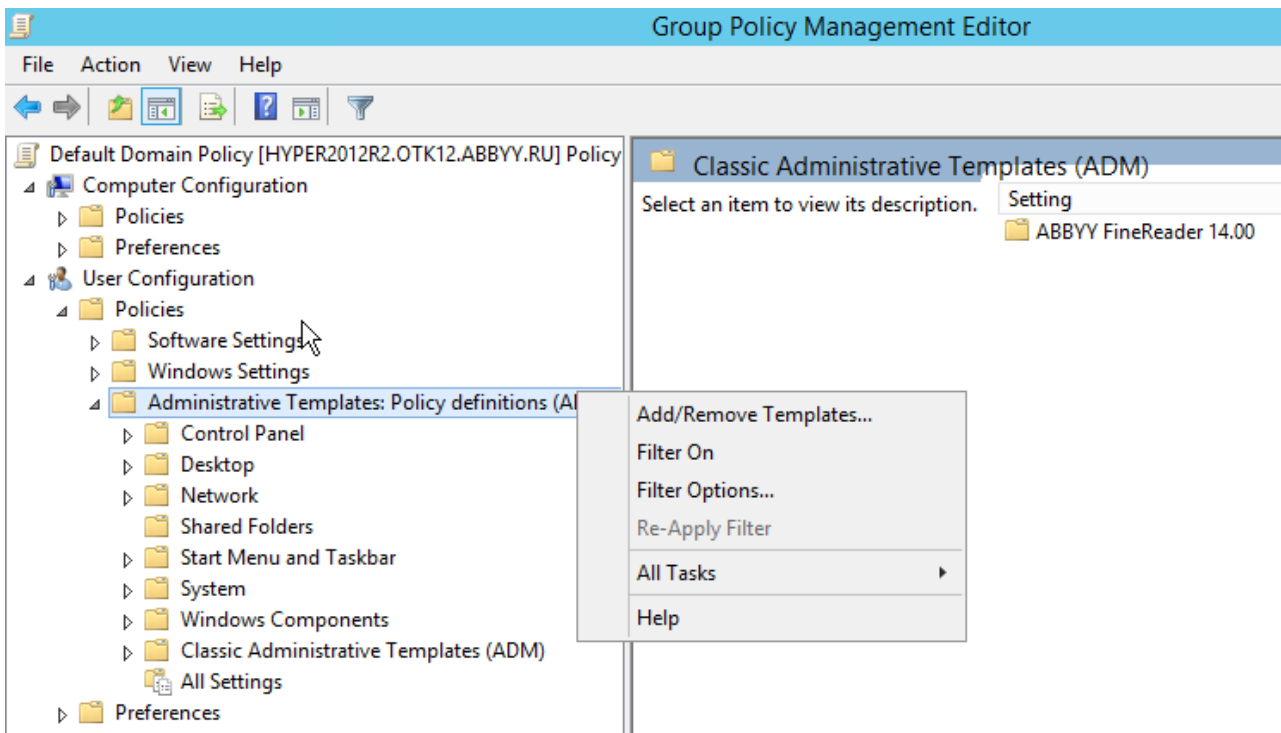 Group Policy Management Editor
File Action View Help
Default Domain Policy [HYPER2012R2.OTK12.ABBYY.RU] Policy
Computer Configuration
Policies
Preferences
User Configuration
Policies
Software Settings
Windows Settings
Administrative Templates: Policy definitions
Control Panel
Desktop
Network
Shared Folders
Start Menu and Taskbar
System
Windows Components
Classic Administrative Templates (ADM)
All Settings
Preferences
Classic Administrative Templates (ADM)
Select an item to view its description.
Setting
ABBYY FineReader 14.00
Add/Remove Templates...
Filter On
Filter Options...
Re-Apply Filter
All Tasks
Help